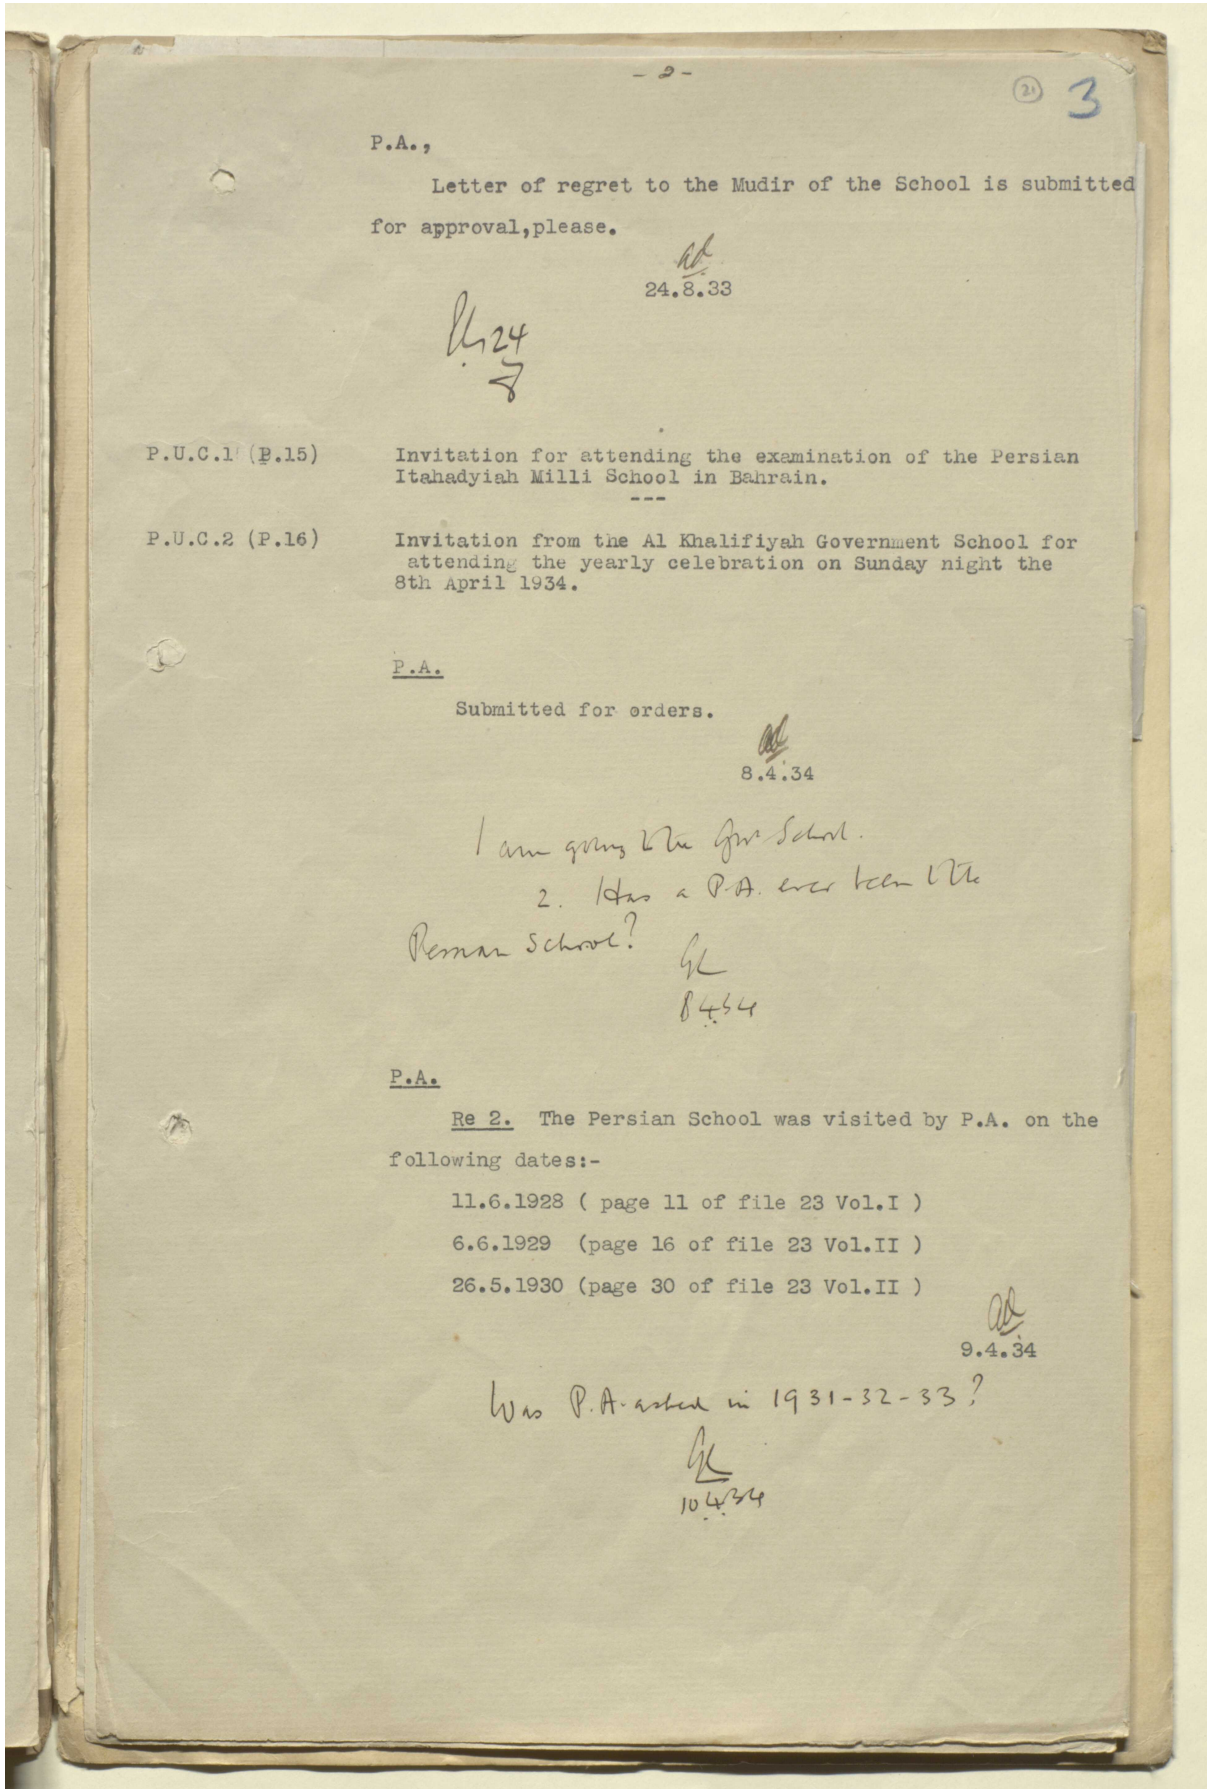 - 2 -
21 3
P.A.,
Letter of regret to the Mudir of the School is submitted
for approval,please.
ad
24.8.33
24
8
P.U.C.1 (P.15) Invitation for attending the examination of the Persian
Itahadyiah Milli School in Bahrain.
---
P.U.C.2 (P.16) Invitation from the Al Khalifiyah Government School for
attending the yearly celebration on Sunday night the
8th April 1934.
P.A.
Submitted for orders.
ad
8.4.34
I am going to the Govt School.
2. Has a P.A. ever been to the
Persian School?
GL
8.4.34
P.A.
Re 2. The Persian School was visited by P.A. on the
following dates:-
11.6.1928 ( page 11 of file 23 Vol.I )
6.6.1929 (page 16 of file 23 Vol.II )
26.5.1930 (page 30 of file 23 Vol.II )
ad
9.4.34
Was P.A. asked in 1931-32-33?
GL
10.4.34